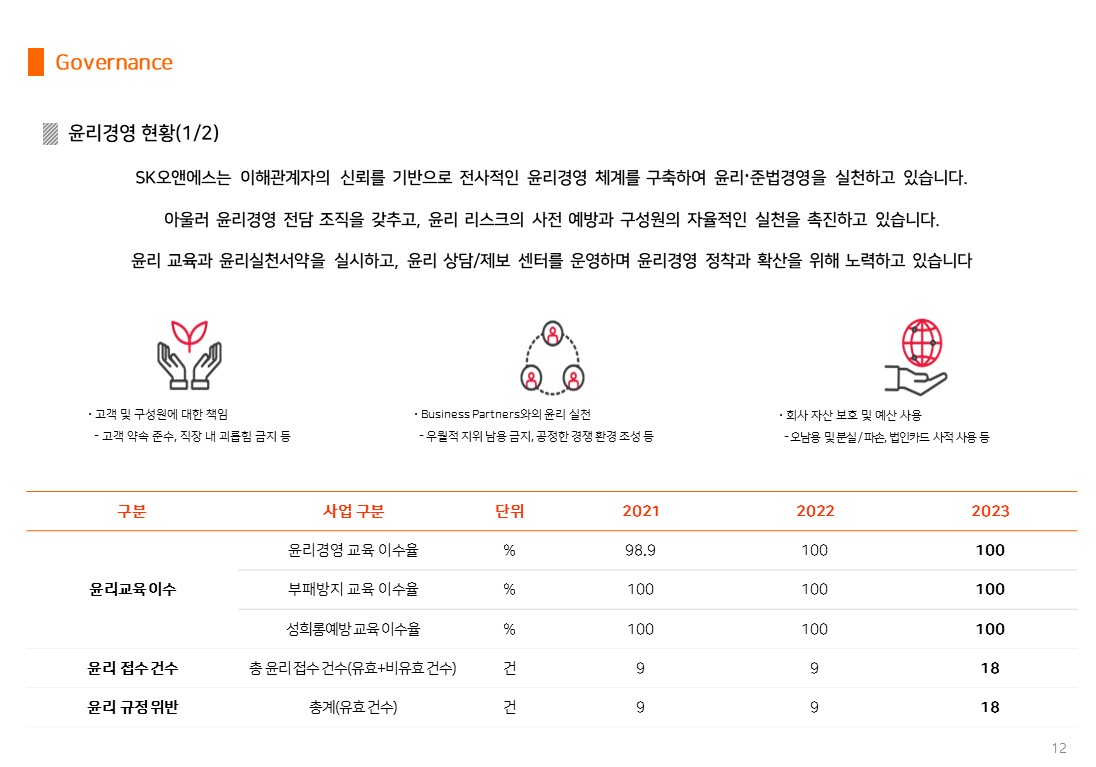 Governance
윤리경영 현황(1/2)
SK오앤에스는 이해관계자의 신뢰를 기반으로 전사적인 윤리경영 체계를 구축하여 윤리·준법경영을 실천하고 있습니다.
아울러 윤리경영 전담 조직을 갖추고, 윤리 리스크의 사전 예방과 구성원의 자율적인 실천을 촉진하고 있습니다.
윤리 교육과 윤리실천서약을 실시하고, 윤리 상담/제보 센터를 운영하며 윤리경영 정착과 확산을 위해 노력하고 있습니다
· 고객 및 구성원에 대한 책임
- 고객 약속 준수, 직장 내 괴롭힘 금지 등
· Business Partners와의 윤리 실천
- 우월적 지위 남용 금지, 공정한 경쟁 환경 조성 등
· 회사 자산 보호 및 예산 사용
- 오남용 및 분실/파손, 법인카드 사적 사용 등
구분 사업 구분 단위 2021 2022 2023
윤리경영 교육 이수율 % 98.9 100 100
윤리교육 이수 부패방지 교육 이수율 % 100 100 100
성희롱예방 교육 이수율 % 100 100 100
윤리 접수 건수 총 윤리 접수 건수(유효+비유효 건수) 건 9 9 18
윤리 규정 위반 총계(유효 건수) 건 9 9 18
12